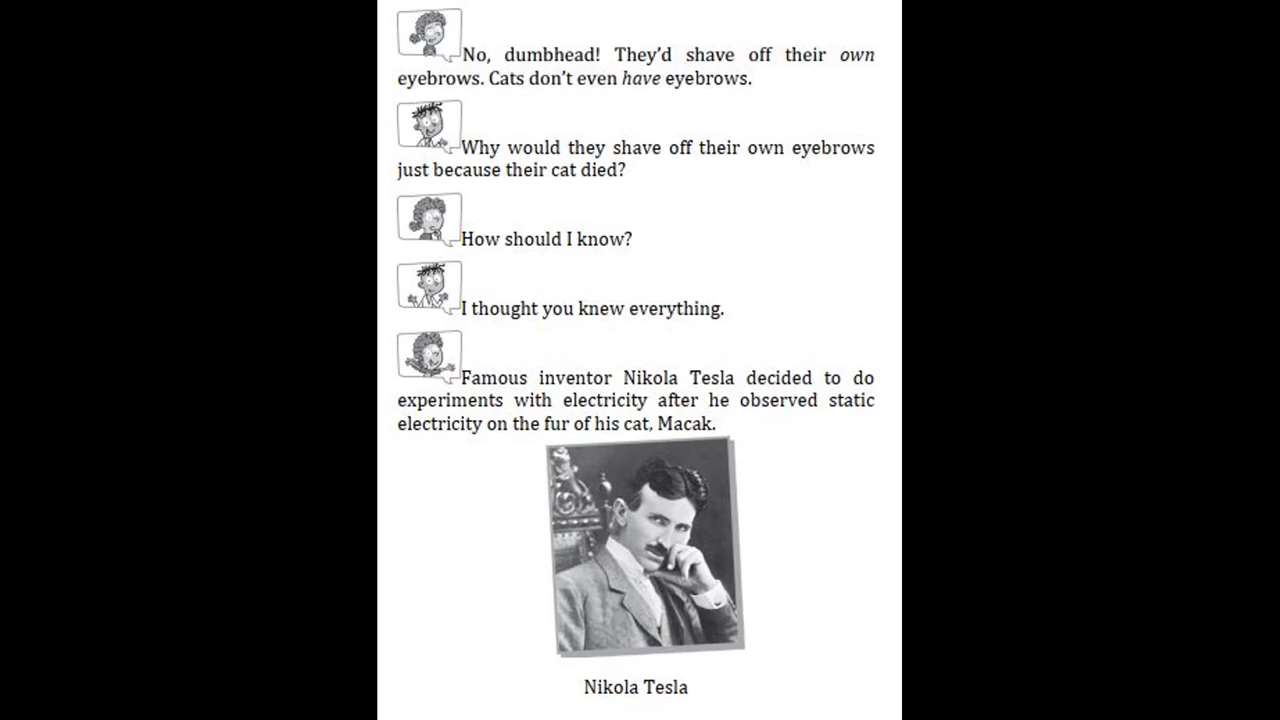 No, dumbhead! They’d shave off their own
eyebrows. Cats don’t even have eyebrows.
Why would they shave off their own eyebrows
just because their cat died?
How should I know?
I thought you knew everything.
Famous inventor Nikola Tesla decided to do
experiments with electricity after he observed static
electricity on the fur of his cat, Macak.
Nikola Tesla